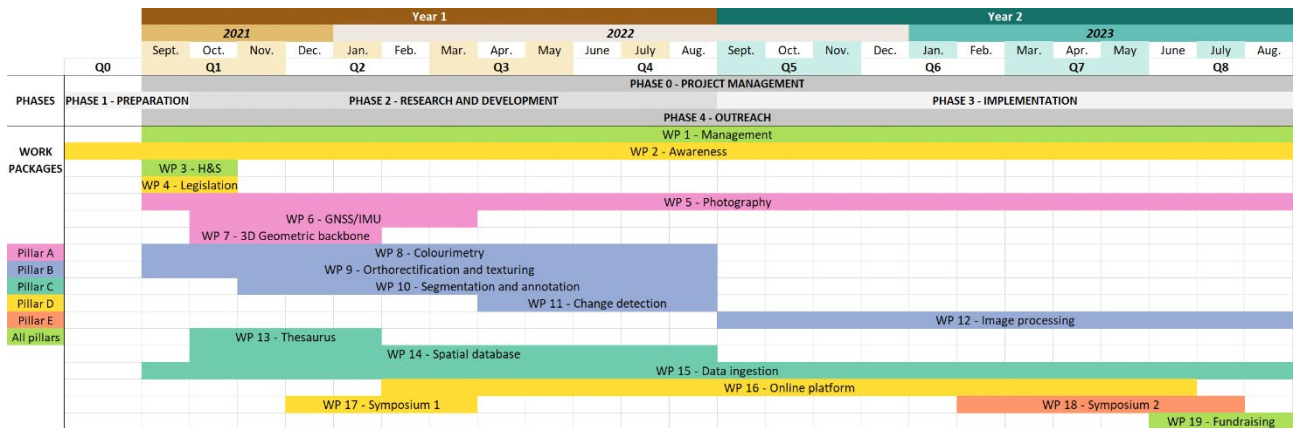 Year 1 Year 2
2021 2022 2023
Sept. Oct. Nov. Dec. Jan. Feb. Mar. Apr. May June July Aug. Sept. Oct. Nov. Dec. Jan. Feb. Mar. Apr. May June July Aug.
Q0 Q1 Q2 Q3 Q4 Q5 Q6 Q7 Q8
PHASE 0 - PROJECT MANAGEMENT
PHASES PHASE 1 - PREPARATION PHASE 2 - RESEARCH AND DEVELOPMENT PHASE 3 - IMPLEMENTATION
PHASE 4 - OUTREACH
WP 1 - Management
WORK WP 2 - Awareness
PACKAGES WP 3 - H&S
WP 4 - Legislation
WP 5 - Photography
WP 6 - GNSS/IMU
WP 7 - 3D Geometric backbone
Pillar A WP 8 - Colourimetry
Pillar B WP 9 - Orthorectification and texturing
Pillar C WP 10 - Segmentation and annotation
Pillar D WP 11 - Change detection
Pillar E WP 12 - Image processing
All pillars WP 13 - Thesaurus
WP 14 - Spatial database
WP 15 - Data ingestion
WP 16 - Online platform
WP 17 - Symposium 1 WP 18 - Symposium 2
WP 19 - Fundraising